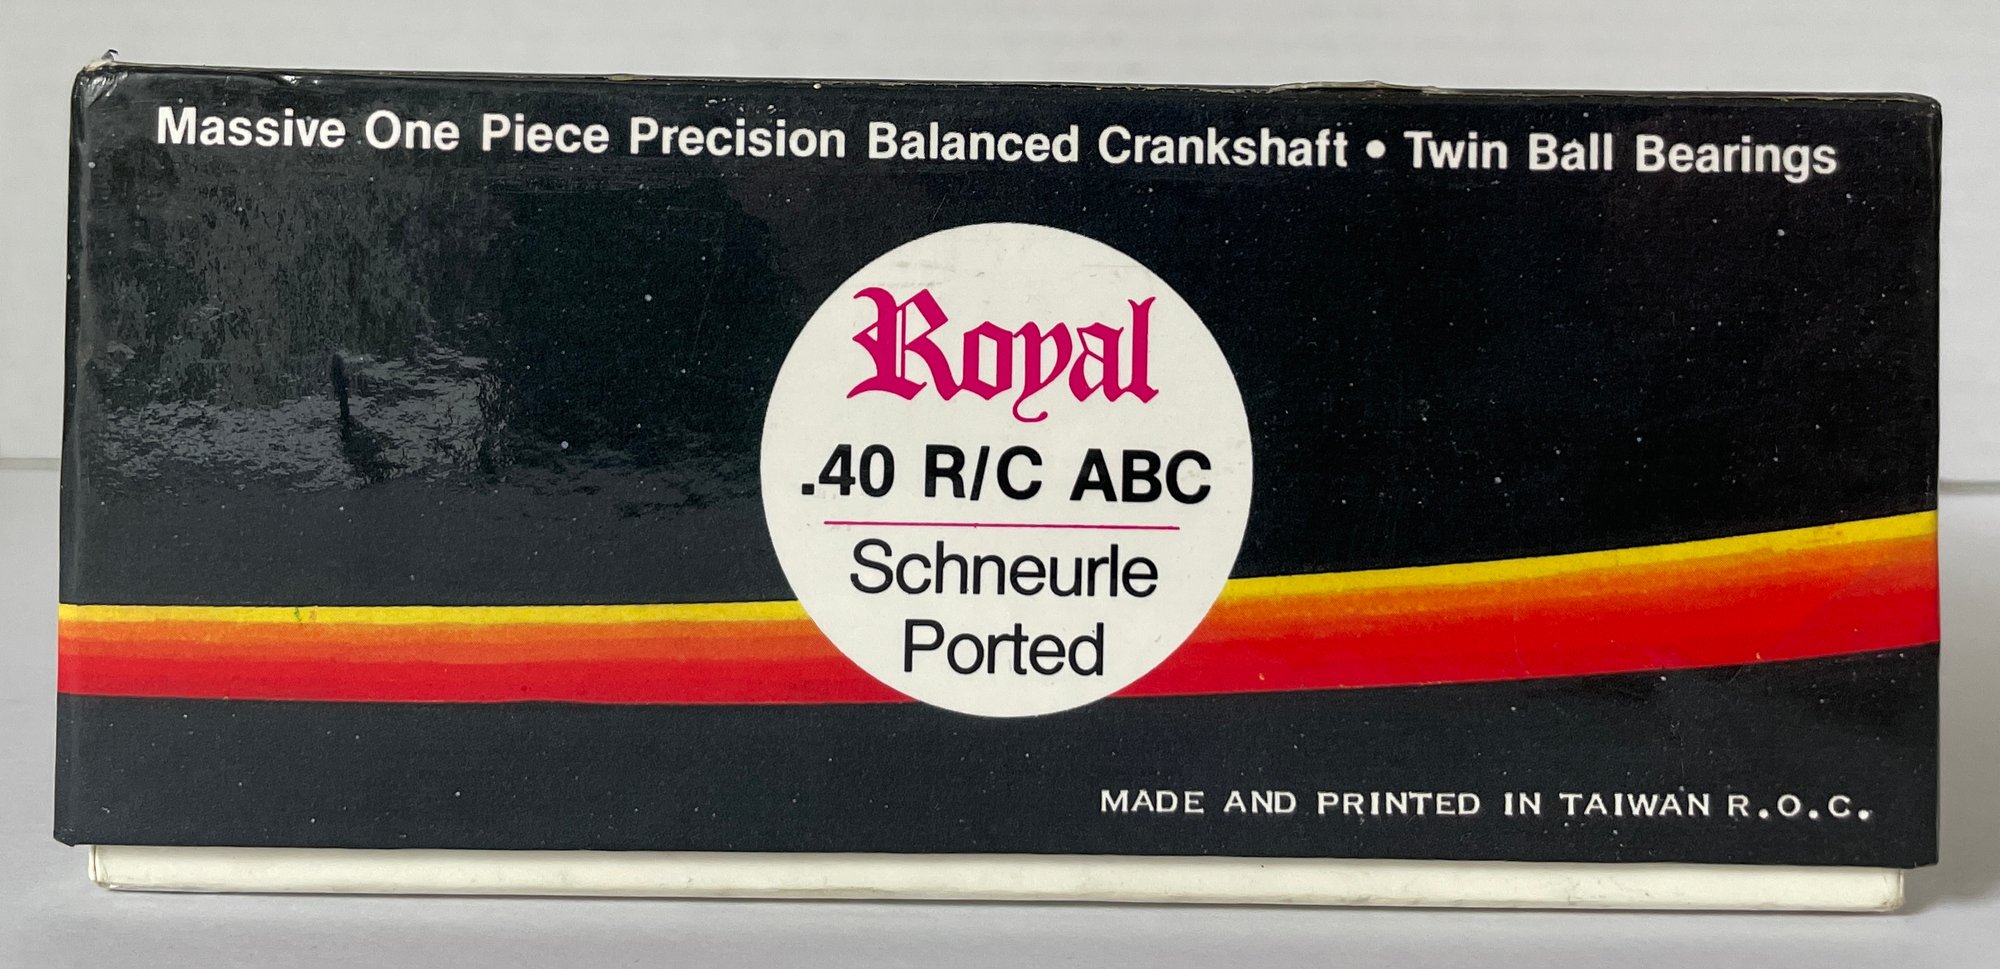 Massive One Piece Precision Balanced Crankshaft • Twin Ball Bearings
Royal
.40 R/C ABC
Schneurle
Ported
MADE AND PRINTED IN TAIWAN R.O.C.